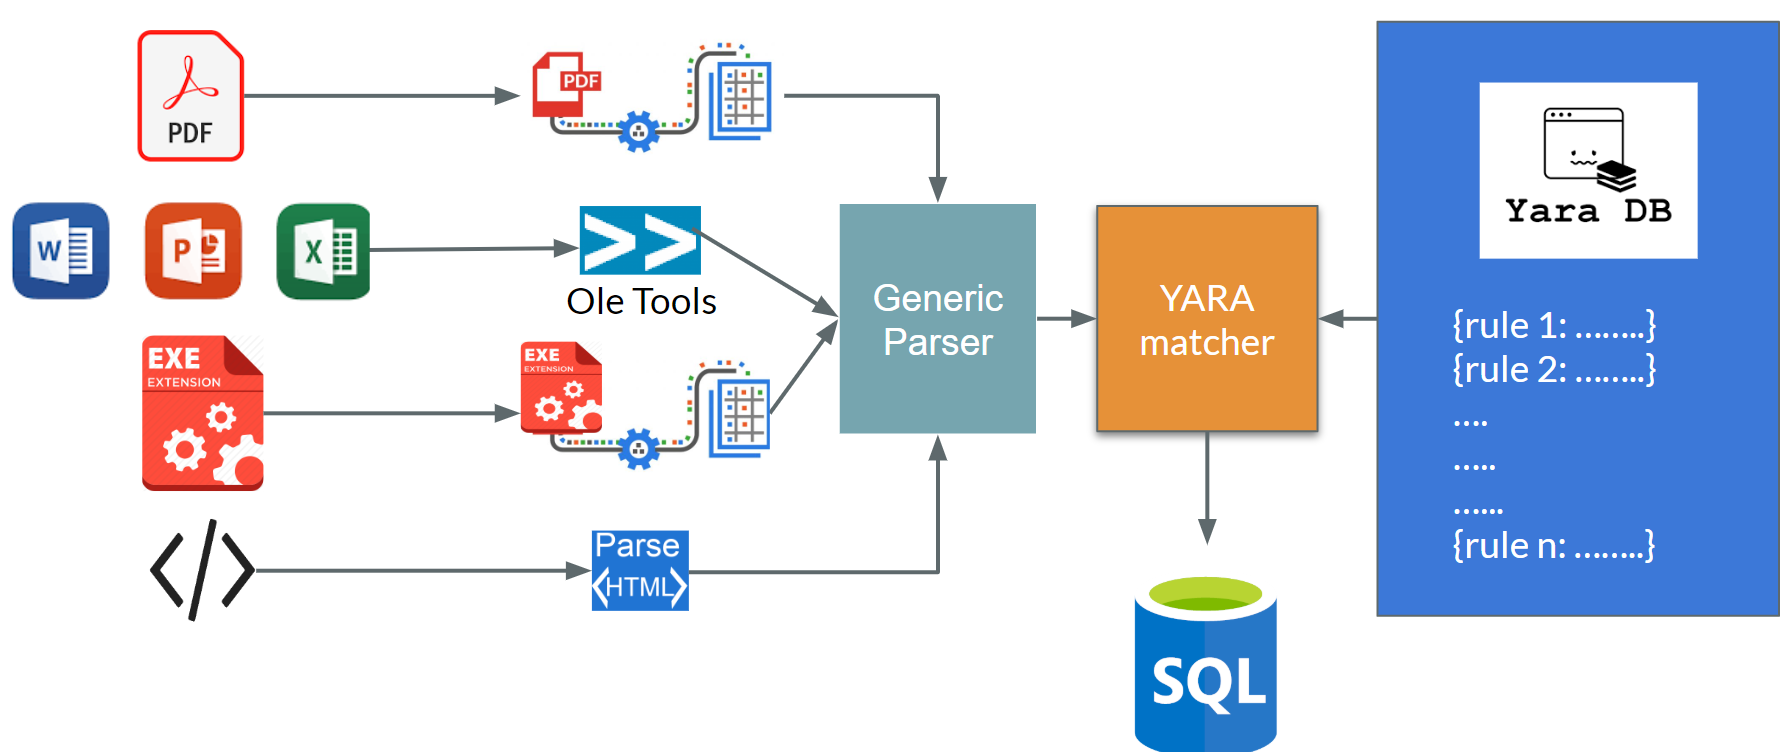 PDF
PDF
W
P
X
Ole Tools
EXE
EXTENSION
EXE
EXTENSION
Parse
<HTML>
Generic
Parser
YARA
matcher
SQL
Yara DB
{rule 1: ........}
{rule 2: ........}
....
.....
......
{rule n: ........}